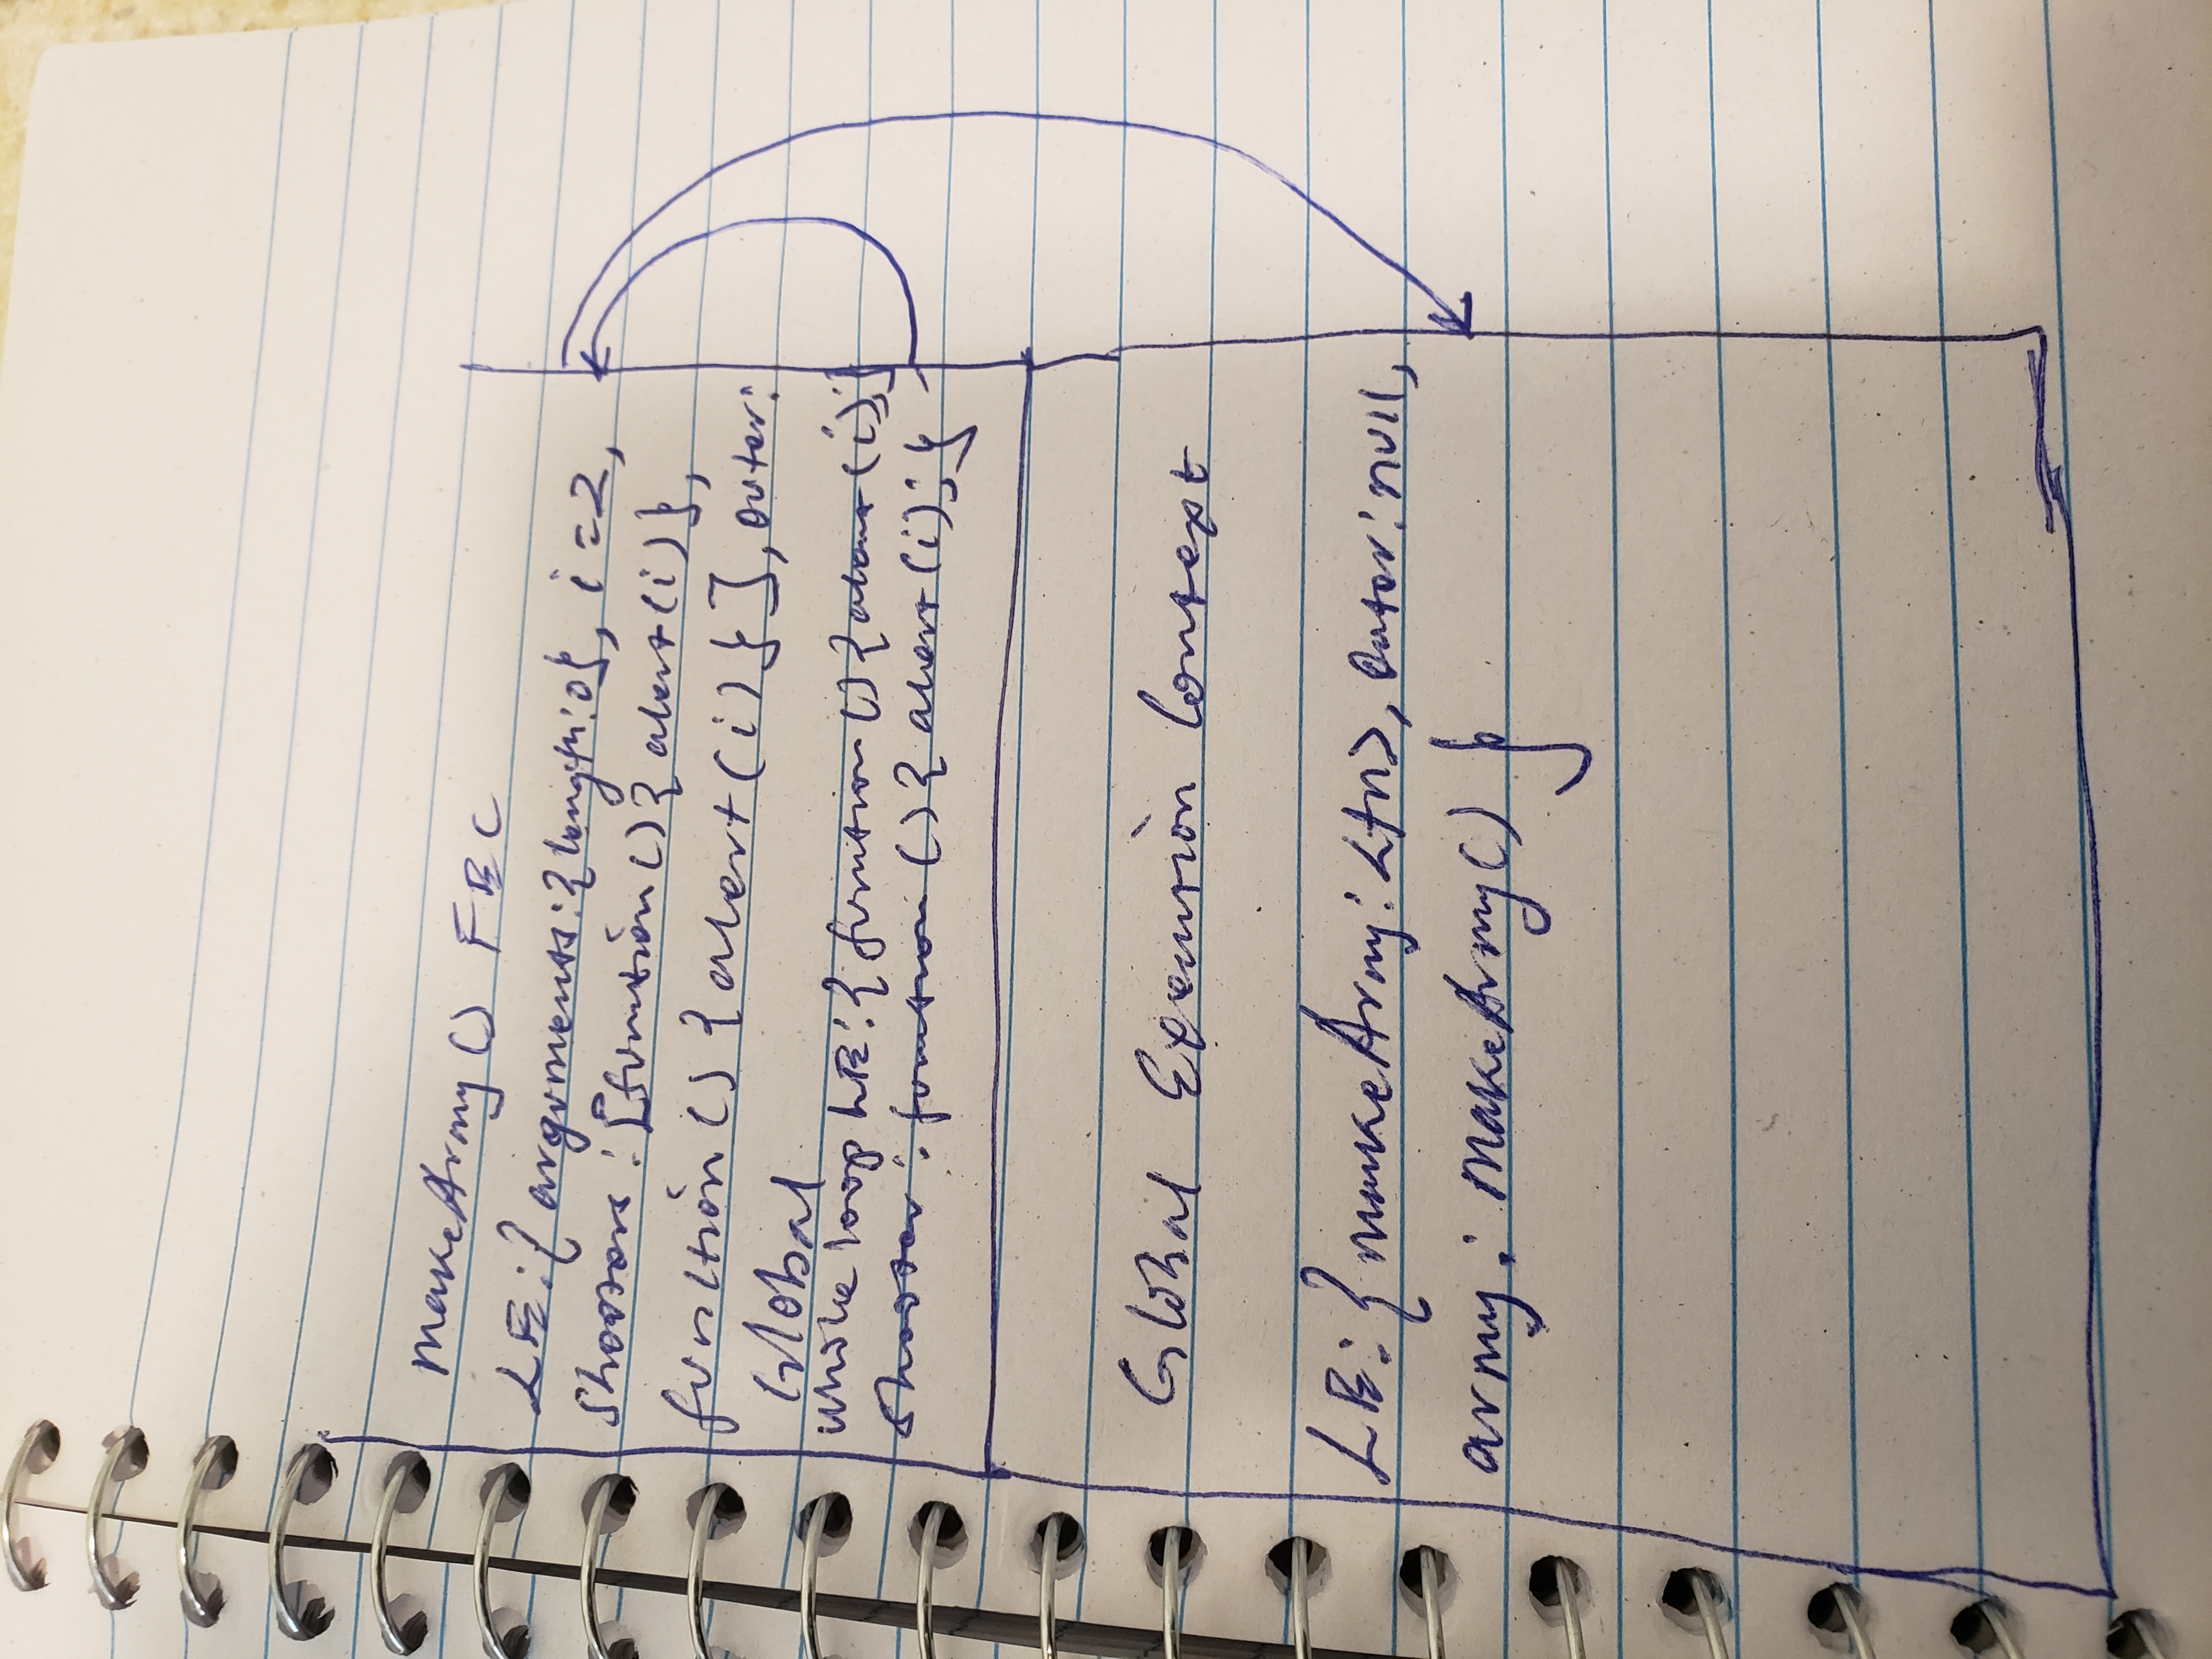 makeArmy() FEC
LE:{ arguments:{length:0}, i=2,
Shooters : [function() { alert(i)},
function() {alert(i)}], outer:
Global
while loop LE:{ function() {alert(i);}
shooter : function () { alert(i); }
Global Execution Context
LE: { makeArmy: <fn>, Outer: null,
army : makeArmy() }